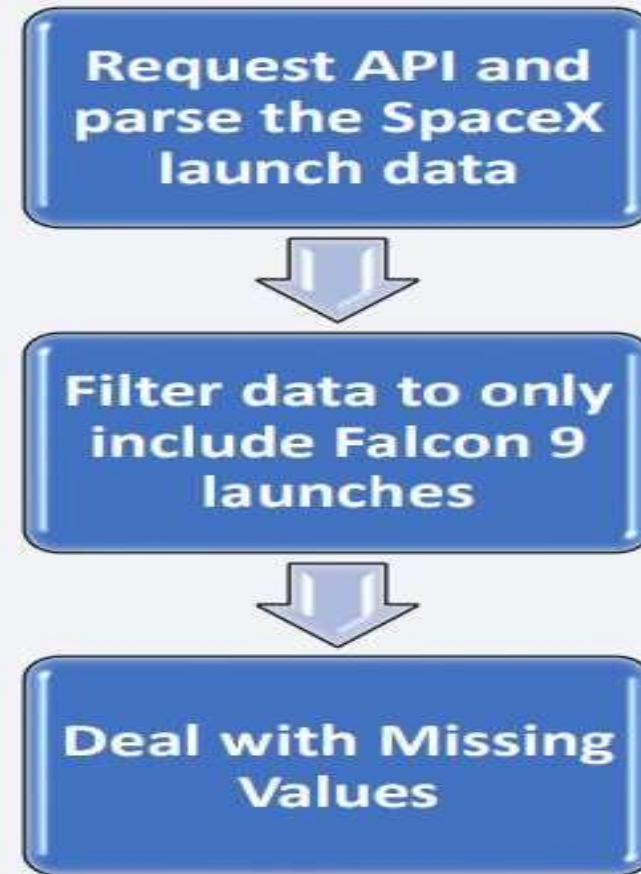 Request API and
parse the SpaceX
launch data
Filter data to only
include Falcon 9
launches
Deal with Missing
Values